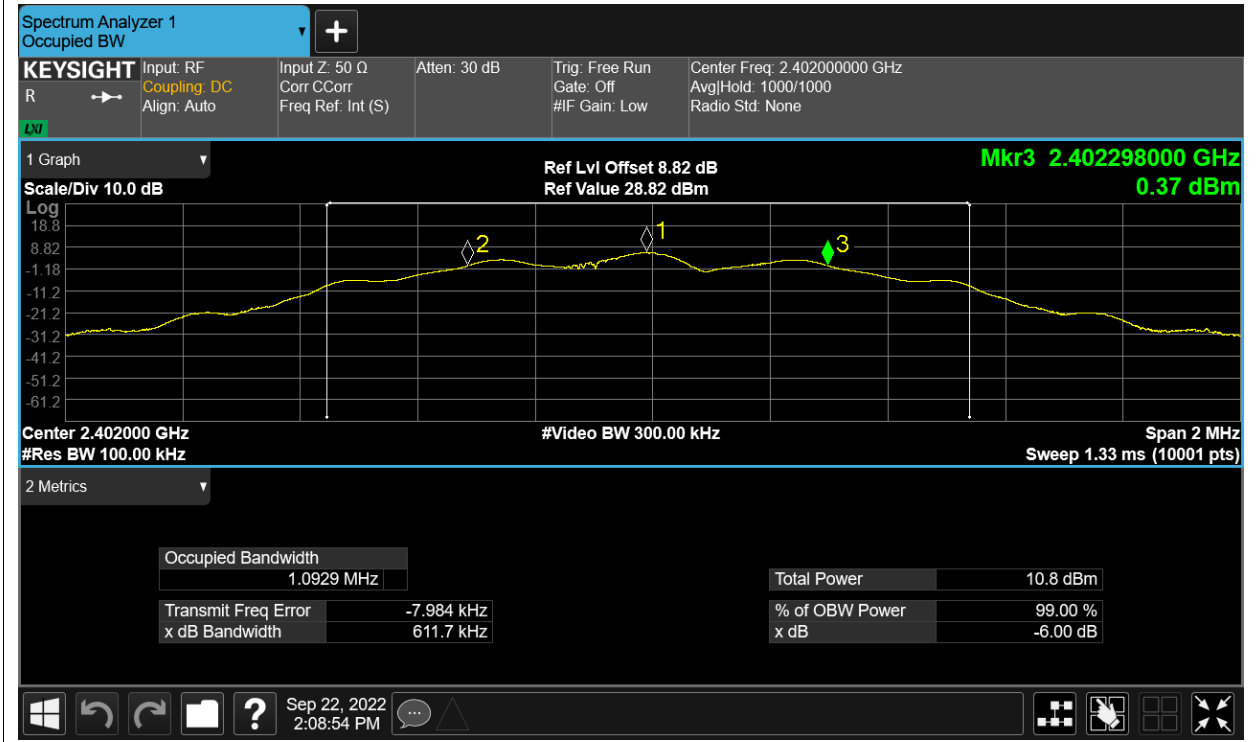 Spectrum Analyzer 1
Occupied BW
KEYSIGHT
R
LXI
Input: RF
Coupling: DC
Align: Auto
Input Z: 50 Ω
Corr CCorr
Freq Ref: Int (S)
Atten: 30 dB
Trig: Free Run
Gate: Off
#IF Gain: Low
Center Freq: 2.402000000 GHz
Avg|Hold: 1000/1000
Radio Std: None
1 Graph
Scale/Div 10.0 dB
Ref Lvl Offset 8.82 dB
Ref Value 28.82 dBm
Mkr3 2.402298000 GHz
0.37 dBm
Log
18.8
8.82
-1.18
-11.2
-21.2
-31.2
-41.2
-51.2
-61.2
2
1
3
Center 2.402000 GHz
#Res BW 100.00 kHz
#Video BW 300.00 kHz
Span 2 MHz
Sweep 1.33 ms (10001 pts)
2 Metrics
Occupied Bandwidth
1.0929 MHz
Transmit Freq Error -7.984 kHz
x dB Bandwidth 611.7 kHz
Total Power 10.8 dBm
% of OBW Power 99.00 %
x dB -6.00 dB
?
Sep 22, 2022
2:08:54 PM